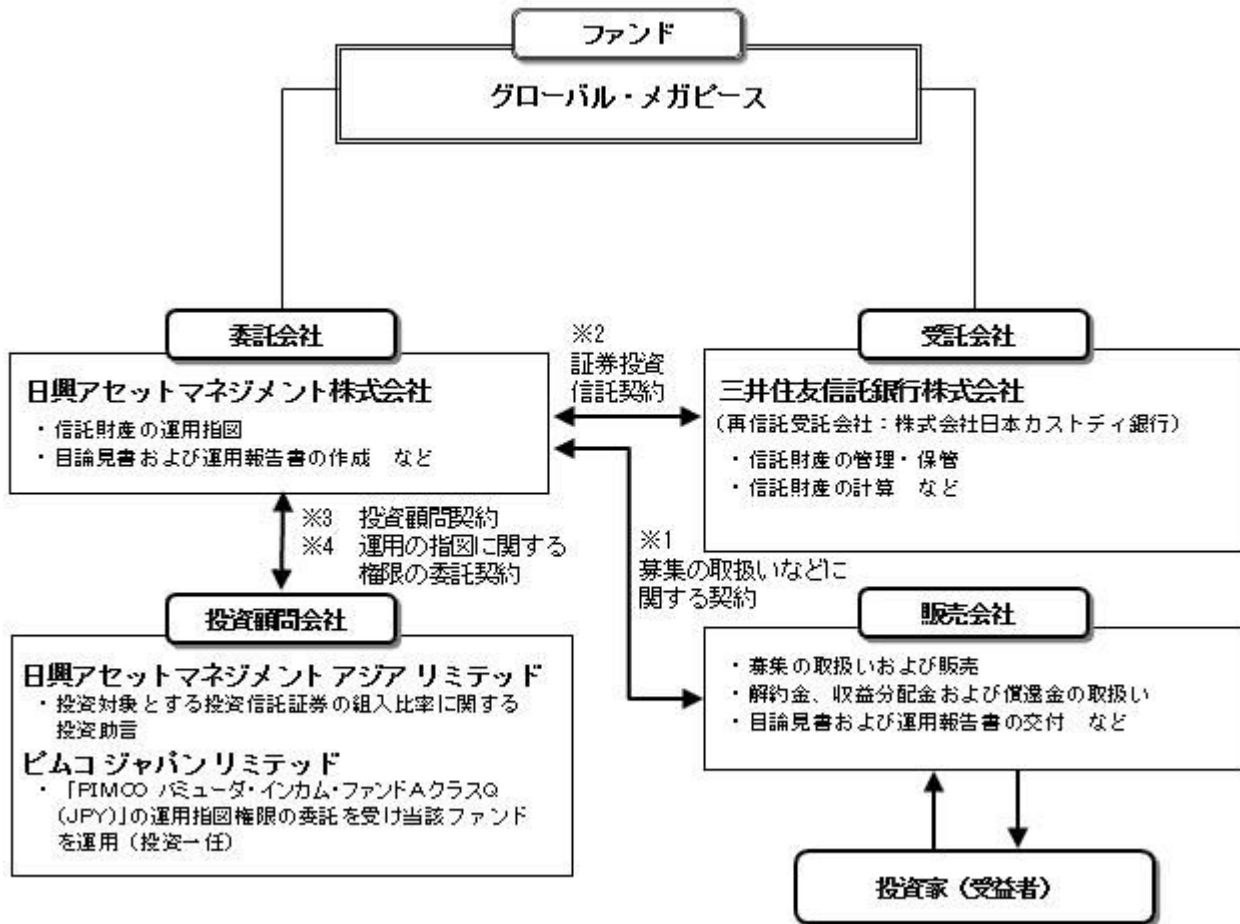 ファンド
グローバル・メガピース
委託会社
日興アセットマネジメント株式会社
・信託財産の運用指図
・目論見書および運用報告書の作成　など
※2
証券投資
信託契約
受託会社
三井住友信託銀行株式会社
（再信託受託会社：株式会社日本カストディ銀行）
・信託財産の管理・保管
・信託財産の計算　など
※3　投資顧問契約
※4　運用の指図に関する
権限の委託契約
※1
募集の取扱いなどに
関する契約
投資顧問会社
日興アセットマネジメント アジア リミテッド
・投資対象とする投資信託証券の組入比率に関する
投資助言
ピムコ ジャパン リミテッド
・「PIMCO バミューダ・インカム・ファンドA クラスQ
(JPY)」の運用指図権限の委託を受け当該ファンド
を運用（投資一任）
販売会社
・募集の取扱いおよび販売
・解約金、収益分配金および償還金の取扱い
・目論見書および運用報告書の交付　など
投資家（受益者）